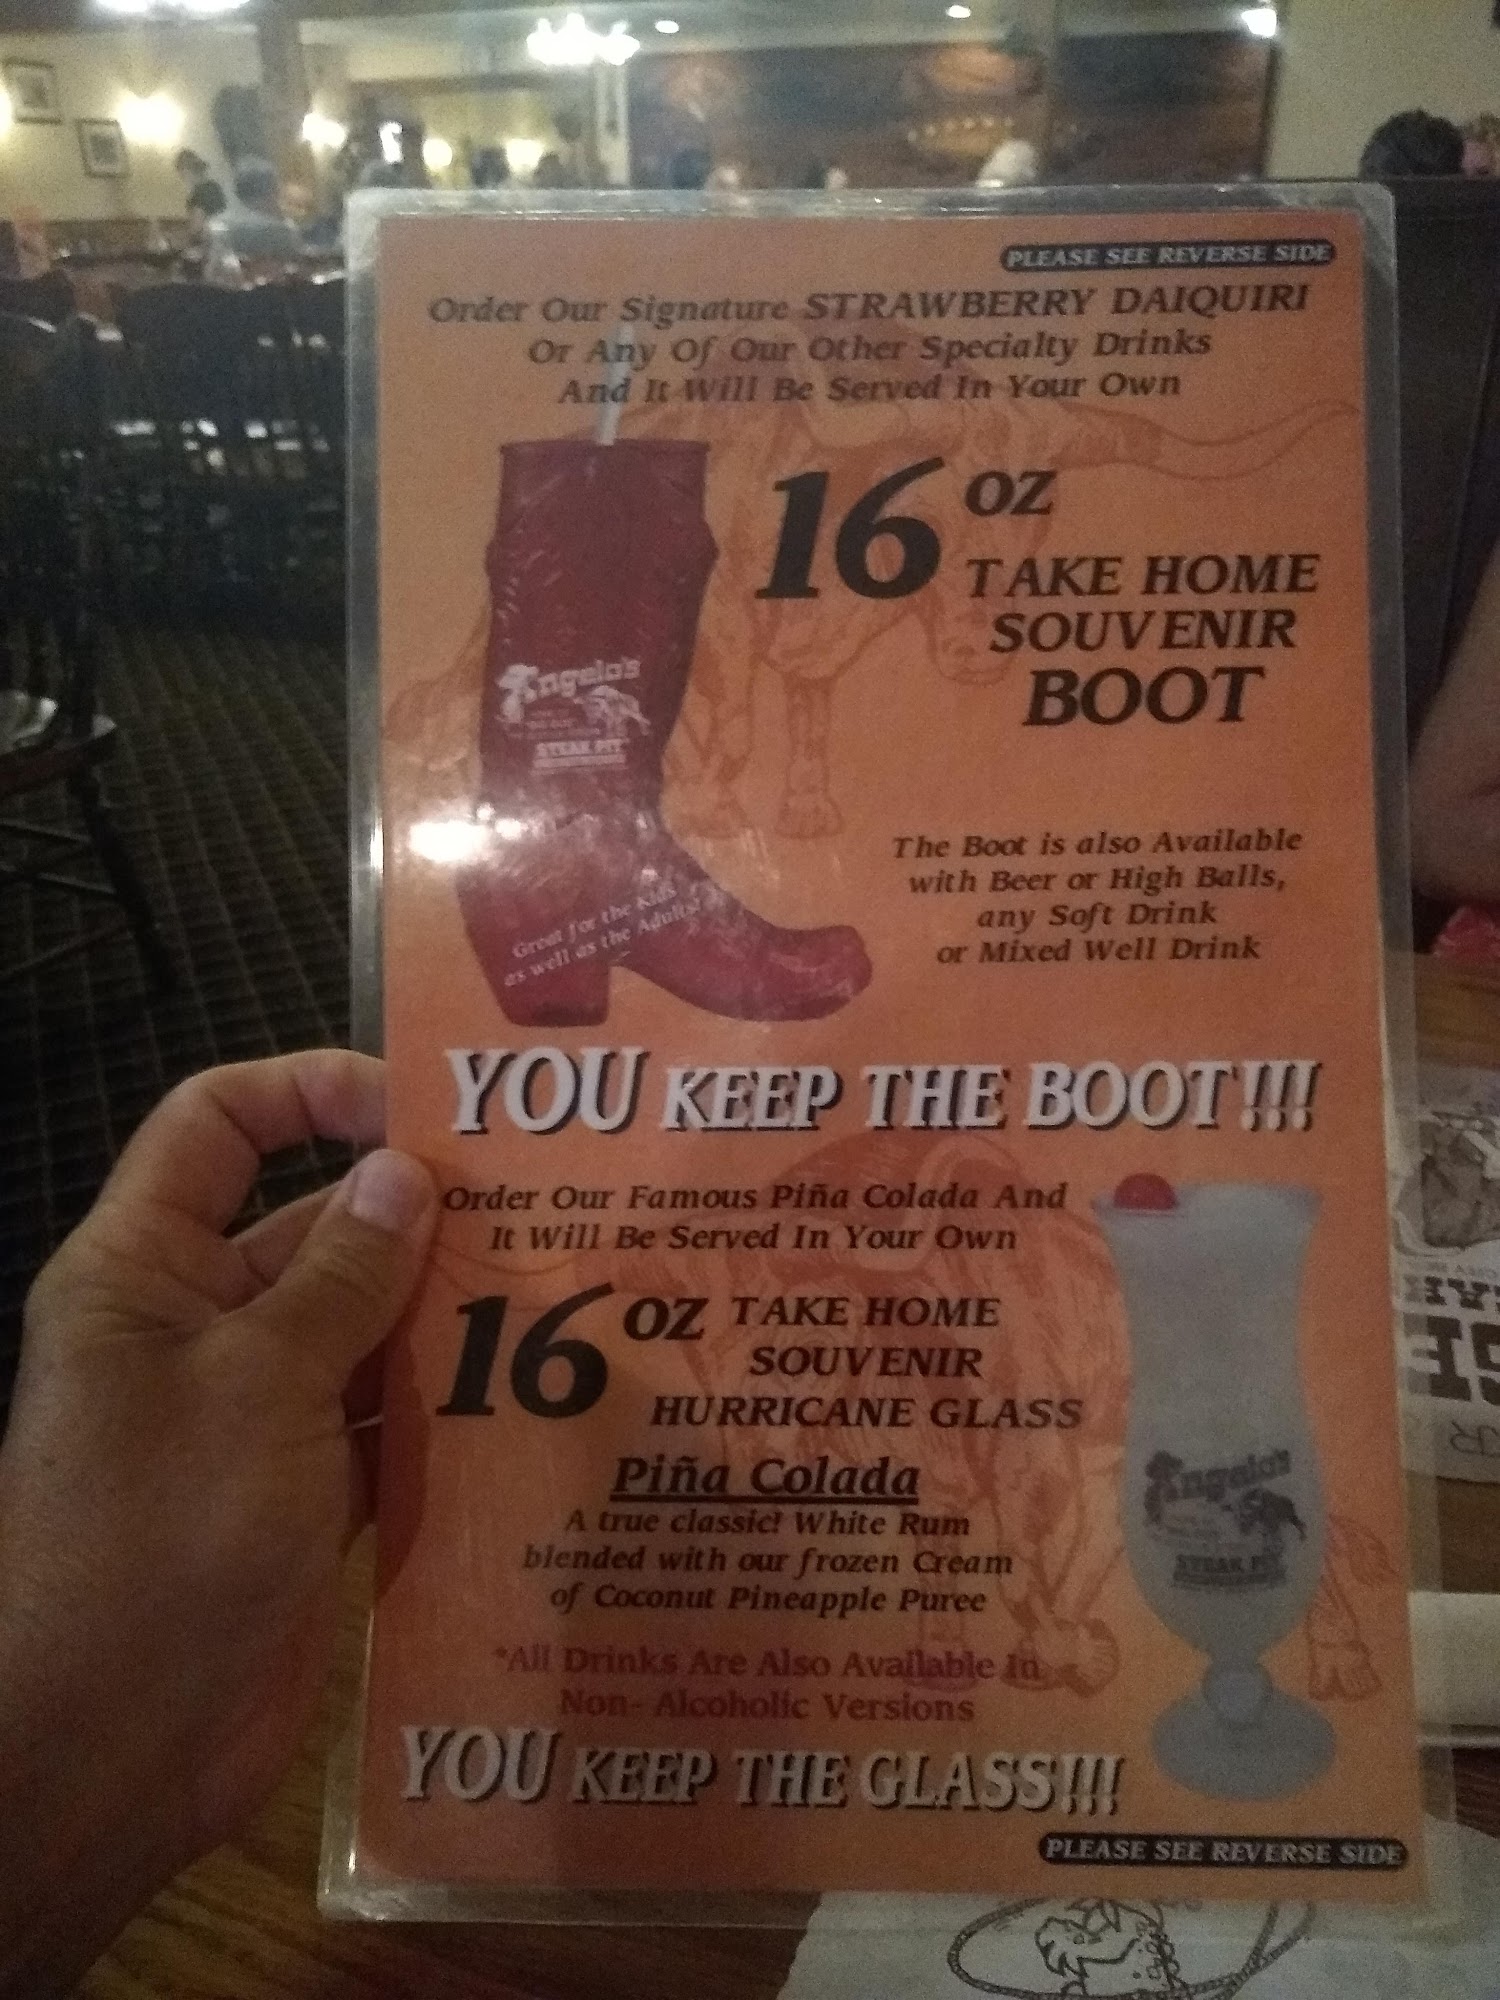 PLEASE SEE REVERSE SIDE
Order Our Signature STRAWBERRY DAIQUIRI
Or Any Of Our Other Specialty Drinks
And It Will Be Served In Your Own
16 OZ
TAKE HOME
SOUVENIR
BOOT
Angelo's
STEAK PIT
The Boot is also Available
with Beer or High Balls,
any Soft Drink
or Mixed Well Drink
Great for the Kids
as well as the Adults!
YOU KEEP THE BOOT!!!
Order Our Famous Piña Colada And
It Will Be Served In Your Own
16 OZ TAKE HOME
SOUVENIR
HURRICANE GLASS
Piña Colada
A true classic! White Rum
blended with our frozen Cream
of Coconut Pineapple Puree
Angelo's
STEAK PIT
*All Drinks Are Also Available In
Non- Alcoholic Versions
YOU KEEP THE GLASS!!!
PLEASE SEE REVERSE SIDE